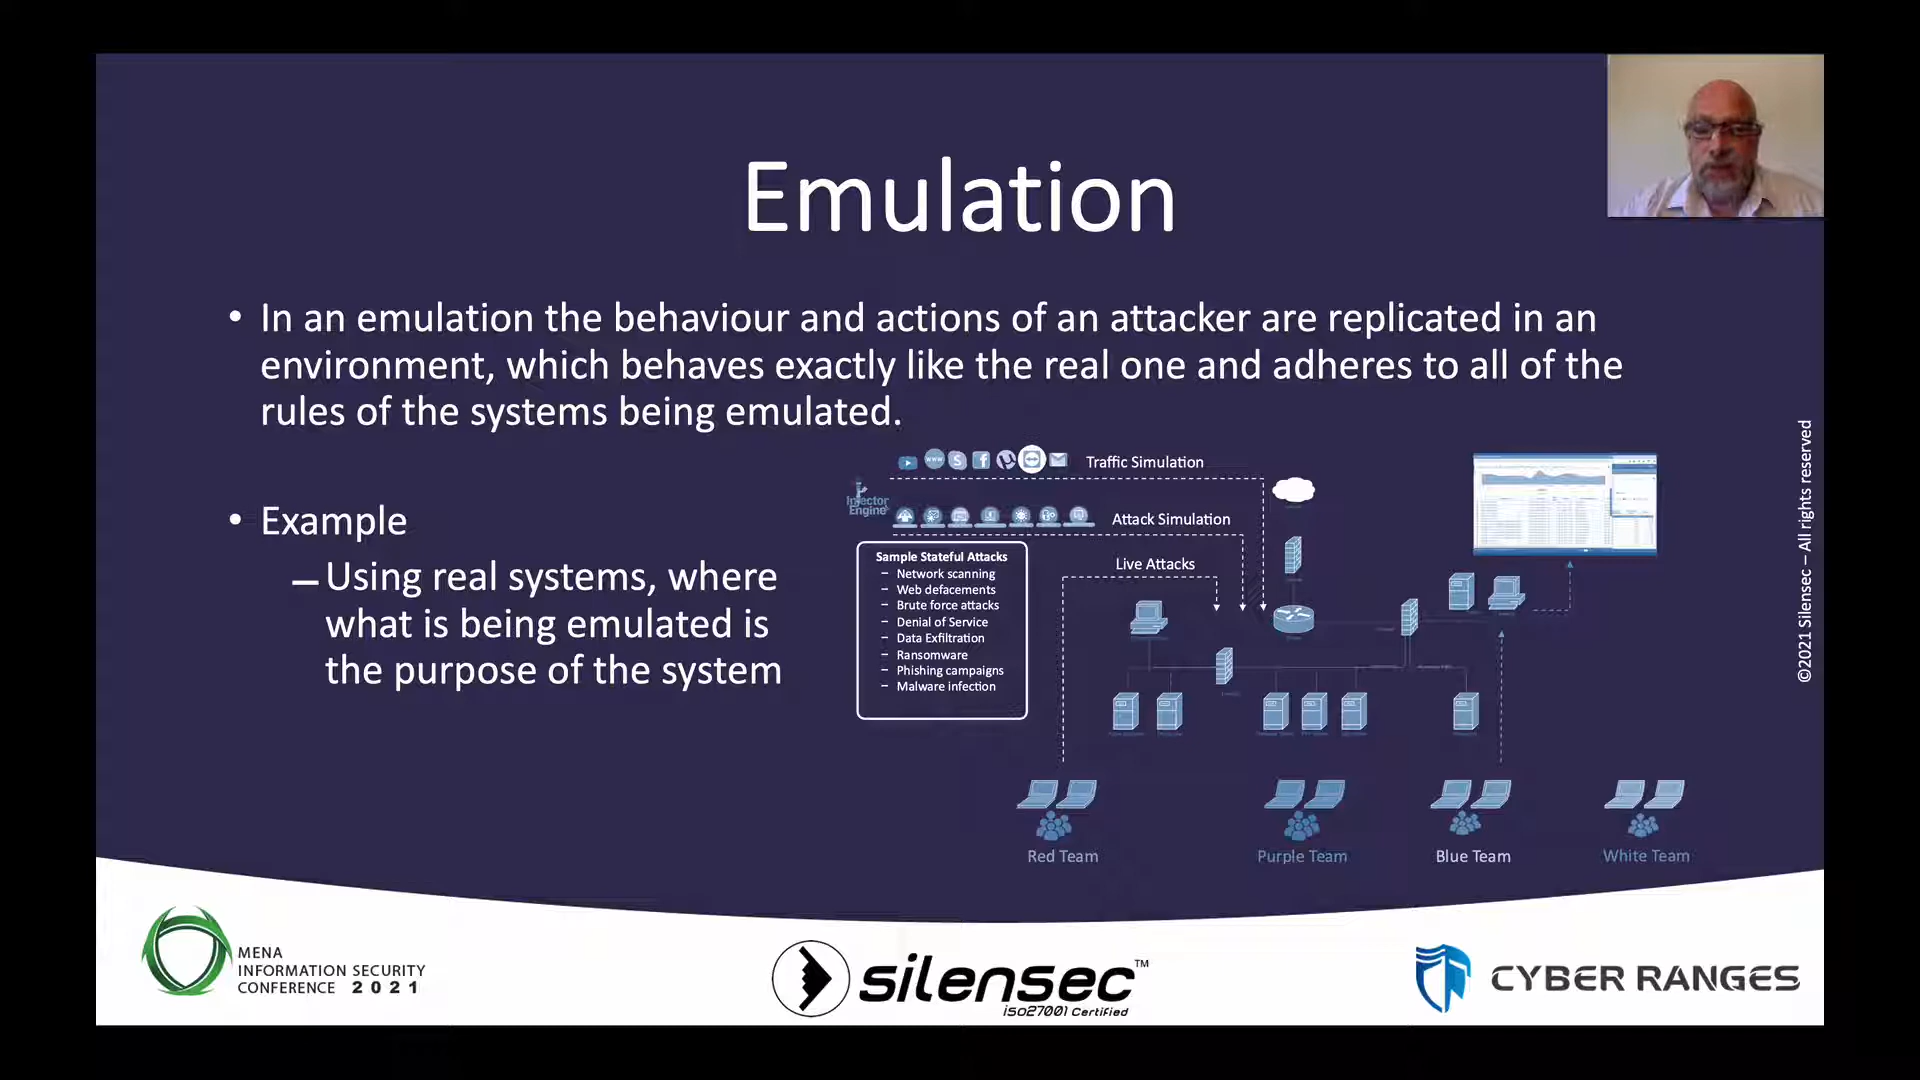 Emulation
• In an emulation the behaviour and actions of an attacker are replicated in an
environment, which behaves exactly like the real one and adheres to all of the
rules of the systems being emulated.
• Example
– Using real systems, where
what is being emulated is
the purpose of the system
Traffic Simulation
Injector
Engine
Attack Simulation
Live Attacks
Sample Stateful Attacks
– Network scanning
– Web defacements
– Brute force attacks
– Denial of Service
– Data Exfiltration
– Ransomware
– Phishing campaigns
– Malware infection
Red Team
Purple Team
Blue Team
White Team
©2021 Silensec – All rights reserved
MENA
INFORMATION SECURITY
CONFERENCE 2021
silensec™
iso27001 Certified
CYBER RANGES